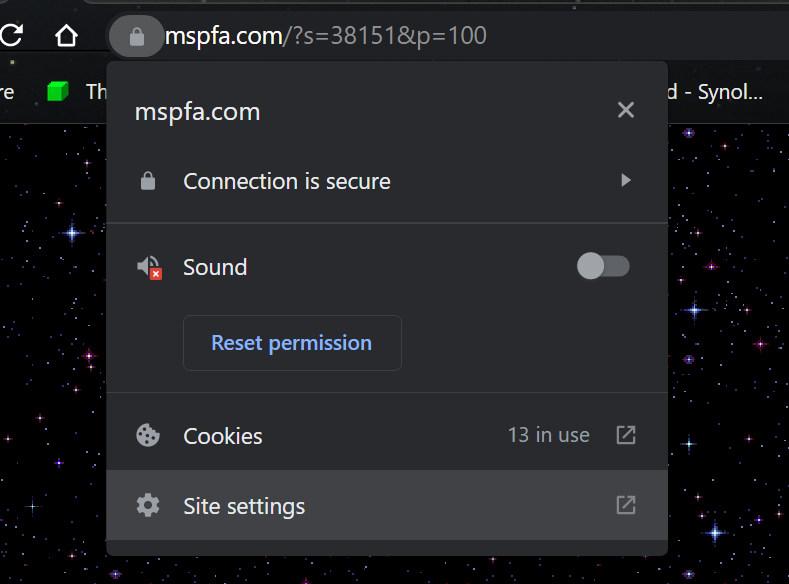 mspfa.com/?s=38151&p=100
re
Th
d - Synol...
mspfa.com
Connection is secure
Sound
Reset permission
Cookies
13 in use
Site settings